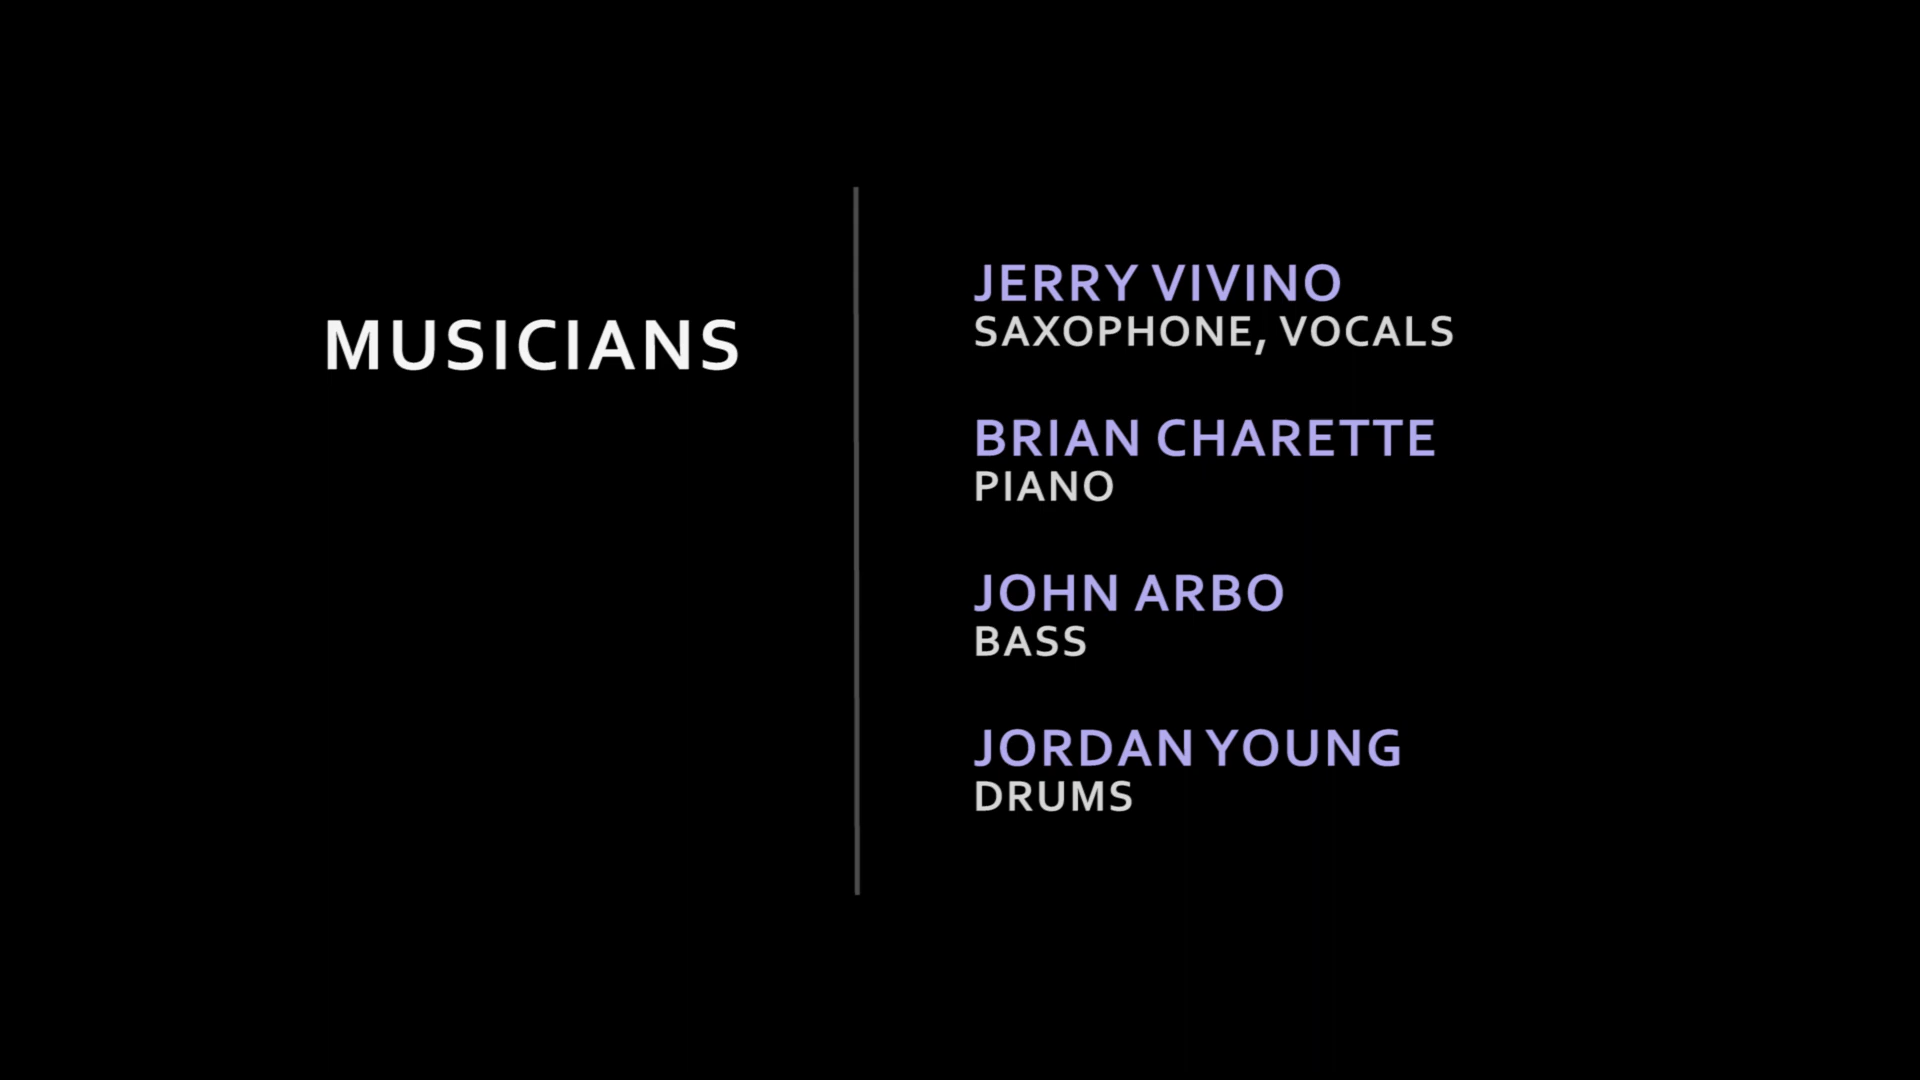 MUSICIANS
JERRY VIVINO
SAXOPHONE, VOCALS
BRIAN CHARETTE
PIANO
JOHN ARBO
BASS
JORDAN YOUNG
DRUMS